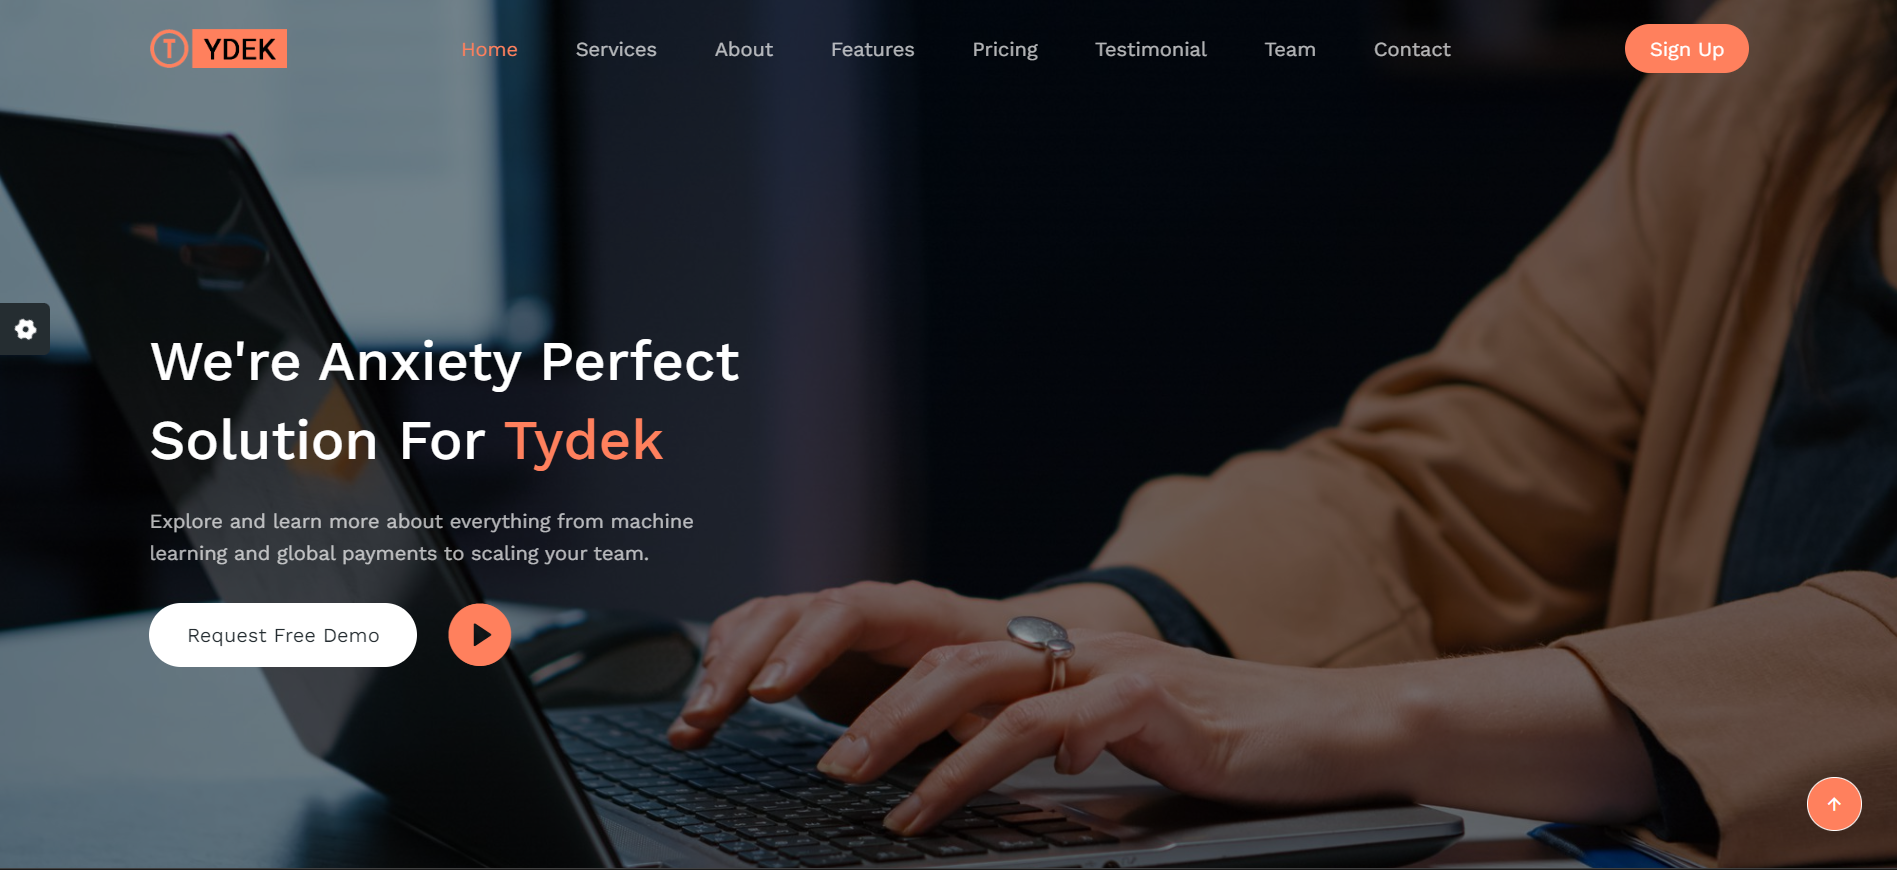 TYDEK
Home Services About Features Pricing Testimonial Team Contact
Sign Up
We're Anxiety Perfect
Solution For Tydek
Explore and learn more about everything from machine
learning and global payments to scaling your team.
Request Free Demo